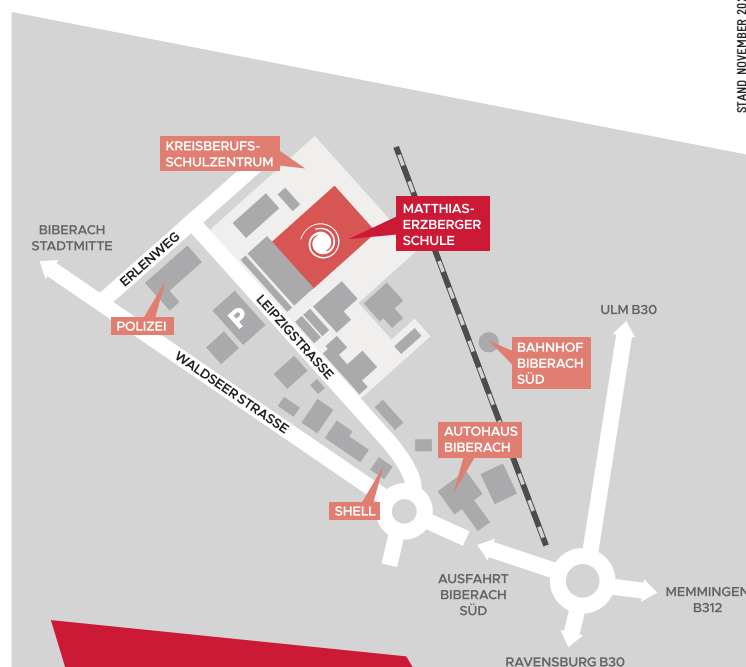 STAND NOVEMBER
KREISBERUFS-
SCHULZENTRUM
MATTHIAS-
ERZBERGER
SCHULE
BIBERACH
STADTMITTE
ERLENWEG
POLIZEI
P
LEIPZIGSTRASSE
WALDSEER STRASSE
ULM B30
BAHNHOF
BIBERACH
SÜD
AUTOHAUS
BIBERACH
SHELL
AUSFAHRT
BIBERACH
SÜD
MEMMINGEN
B312
RAVENSBURG B30